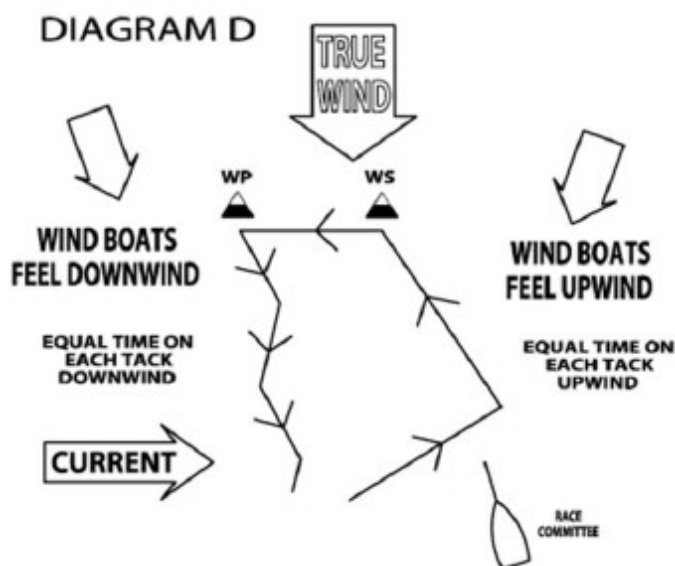 DIAGRAM D
TRUE
WIND
WP
WS
WIND BOATS
FEEL DOWNWIND
WIND BOATS
FEEL UPWIND
EQUAL TIME ON
EACH TACK
DOWNWIND
EQUAL TIME ON
EACH TACK
UPWIND
CURRENT
RACE
COMMITTEE